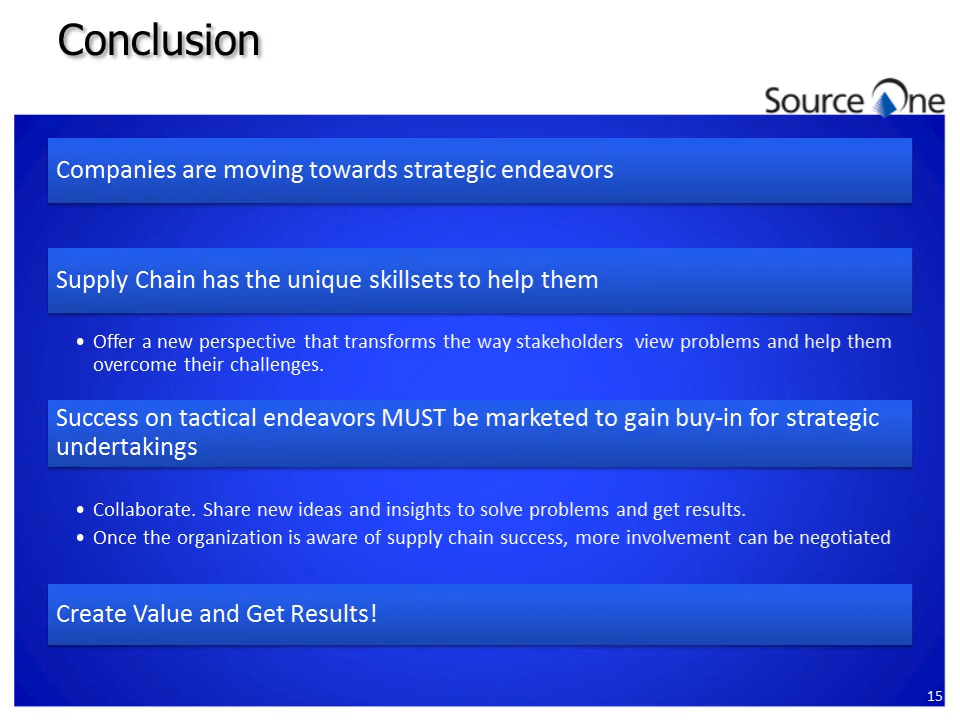 Conclusion
Source One
Companies are moving towards strategic endeavors
Supply Chain has the unique skillsets to help them
• Offer a new perspective that transforms the way stakeholders  view problems and help them
overcome their challenges.
Success on tactical endeavors MUST be marketed to gain buy-in for strategic
undertakings
• Collaborate. Share new ideas and insights to solve problems and get results.
• Once the organization is aware of supply chain success, more involvement can be negotiated
Create Value and Get Results!
15